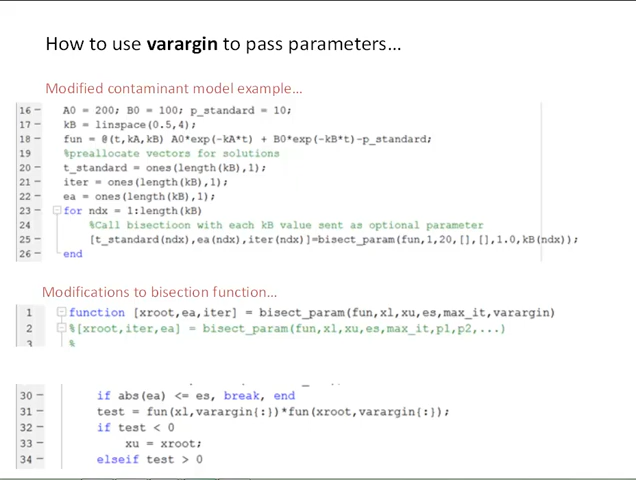 How to use varargin to pass parameters...
Modified contaminant model example...
16 – A0 = 200; B0 = 100; p_standard = 10;
17 – kB = linspace(0.5,4);
18 – fun = @(t,kA,kB) A0*exp(-kA*t) + B0*exp(-kB*t)-p_standard;
19 %preallocate vectors for solutions
20 – t_standard = ones(length(kB),1);
21 – iter = ones(length(kB),1);
22 – ea = ones(length(kB),1);
23 – for ndx = 1:length(kB)
24 %Call bisectioon with each kB value sent as optional parameter
25 – [t_standard(ndx),ea(ndx),iter(ndx)]=bisect_param(fun,1,20,[],[],1.0,kB(ndx));
26 – end
Modifications to bisection function...
1 function [xroot,ea,iter] = bisect_param(fun,xl,xu,es,max_it,varargin)
2 %[xroot,iter,ea] = bisect_param(fun,xl,xu,es,max_it,p1,p2,...)
3 %
30 – if abs(ea) <= es, break, end
31 – test = fun(xl,varargin{:})*fun(xroot,varargin{:});
32 – if test < 0
33 – xu = xroot;
34 – elseif test > 0